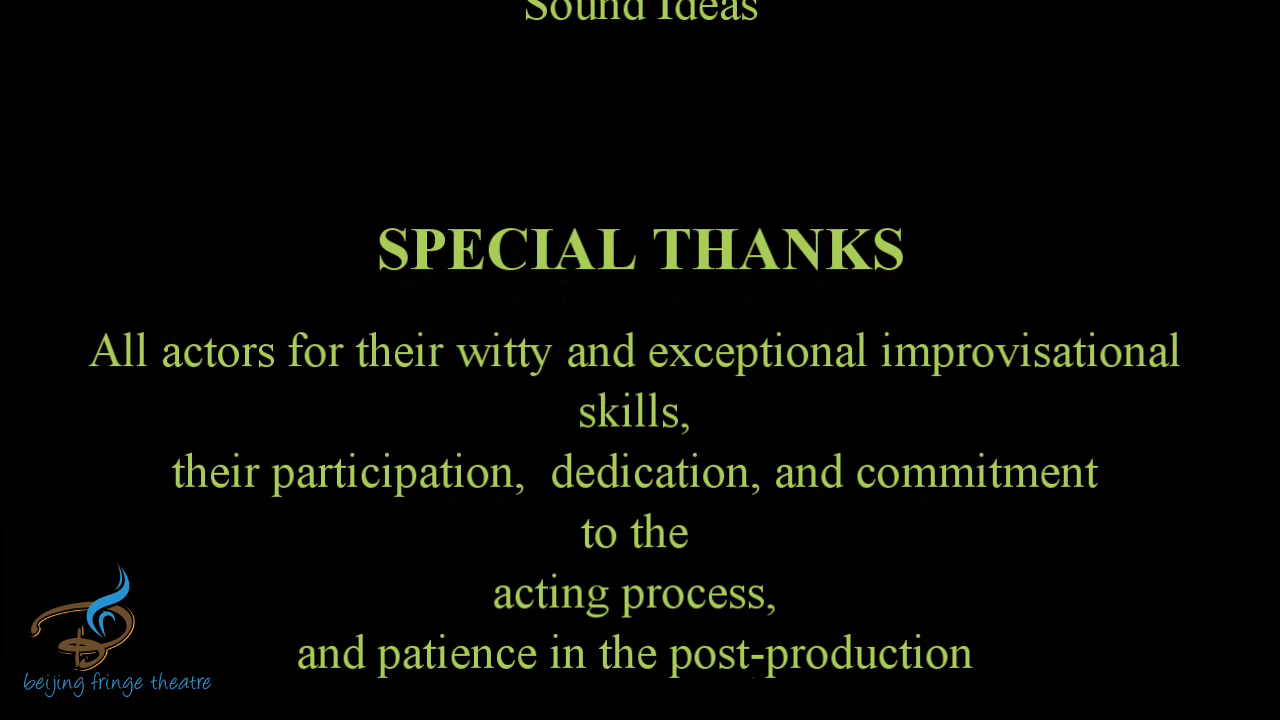 Sound Ideas
SPECIAL THANKS
All actors for their witty and exceptional improvisational
skills,
their participation,  dedication, and commitment
to the
acting process,
and patience in the post-production
beijing fringe theatre